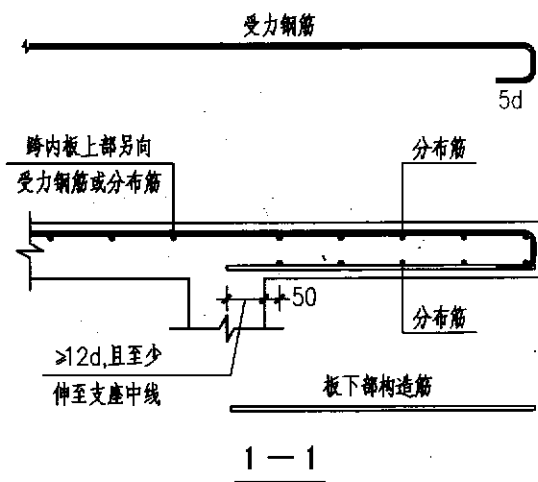 受力钢筋
5d
跨内板上部另向
受力钢筋或分布筋
分布筋
50
≥12d,且至少
伸至支座中线
分布筋
板下部构造筋
1—1